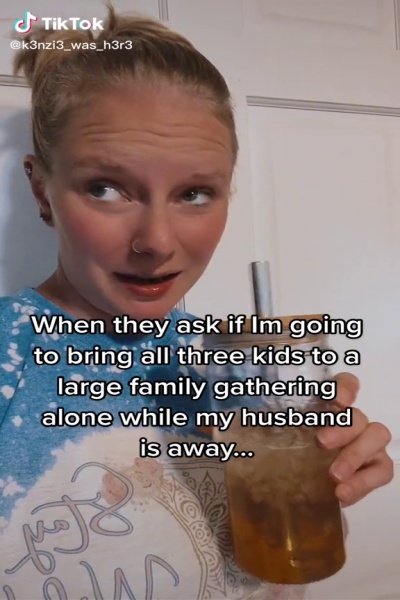 TikTok
@k3nzi3_was_h3r3
When they ask if Im going
to bring all three kids to a
large family gathering
alone while my husband
is away...